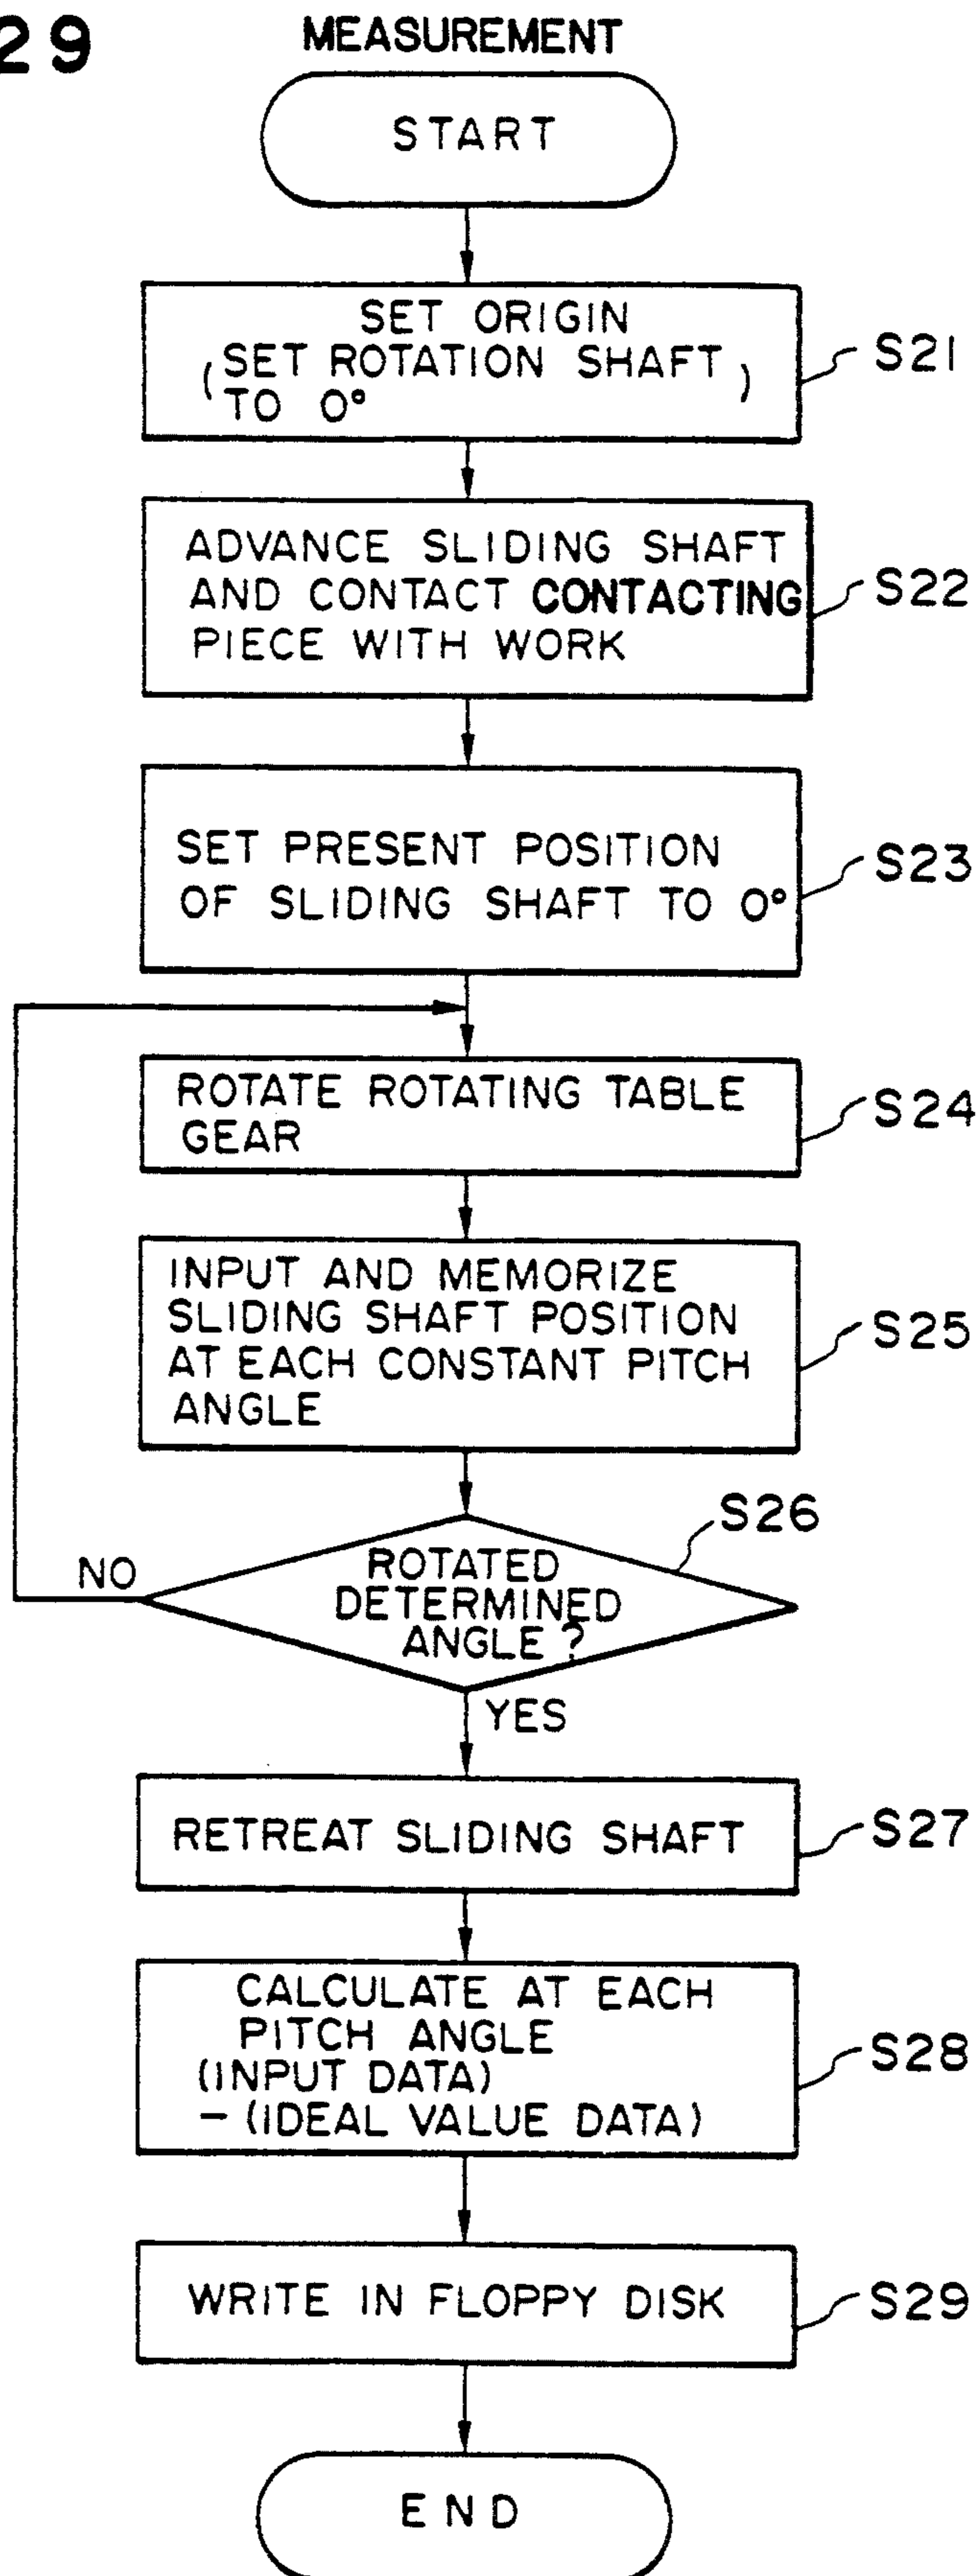 29
MEASUREMENT
START
SET ORIGIN
(SET ROTATION SHAFT)
TO 0°
S21
ADVANCE SLIDING SHAFT
AND CONTACT CONTACTING
PIECE WITH WORK
S22
SET PRESENT POSITION
OF SLIDING SHAFT TO 0°
S23
ROTATE ROTATING TABLE
GEAR
S24
INPUT AND MEMORIZE
SLIDING SHAFT POSITION
AT EACH CONSTANT PITCH
ANGLE
S25
S26
ROTATED
DETERMINED
ANGLE?
NO
YES
RETREAT SLIDING SHAFT
S27
CALCULATE AT EACH
PITCH ANGLE
(INPUT DATA)
- (IDEAL VALUE DATA)
S28
WRITE IN FLOPPY DISK
S29
END